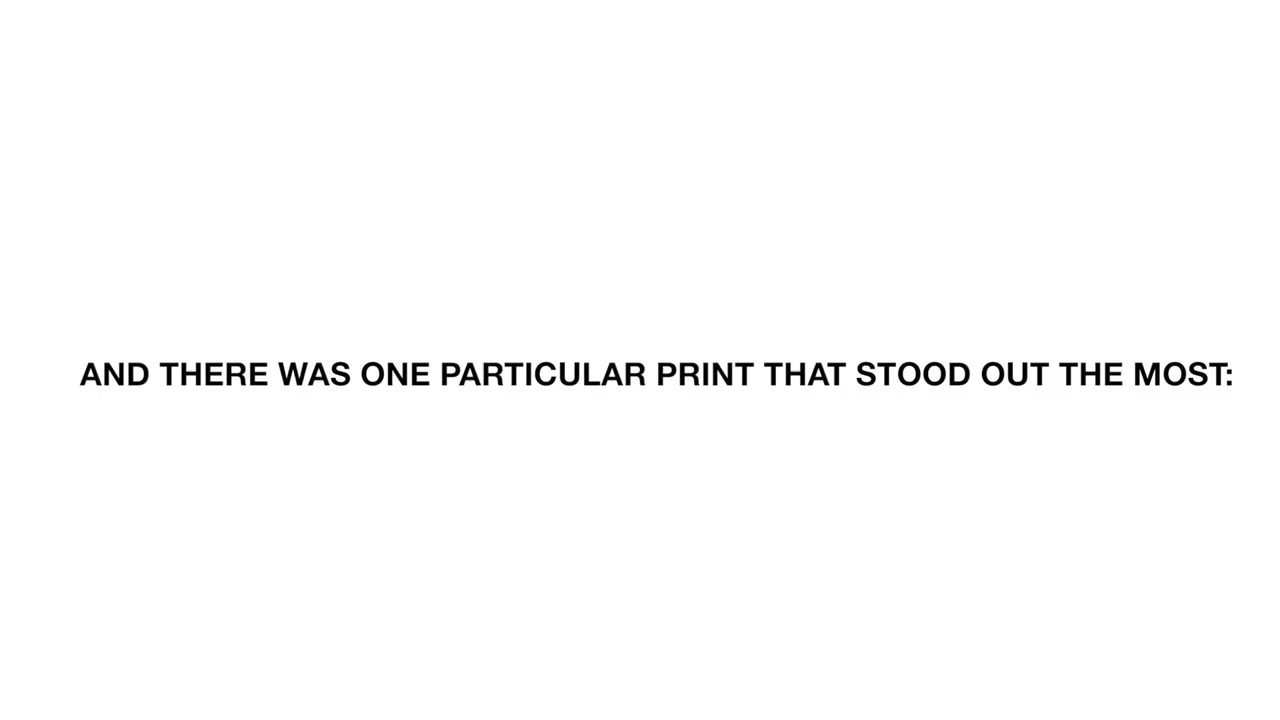 AND THERE WAS ONE PARTICULAR PRINT THAT STOOD OUT THE MOST: